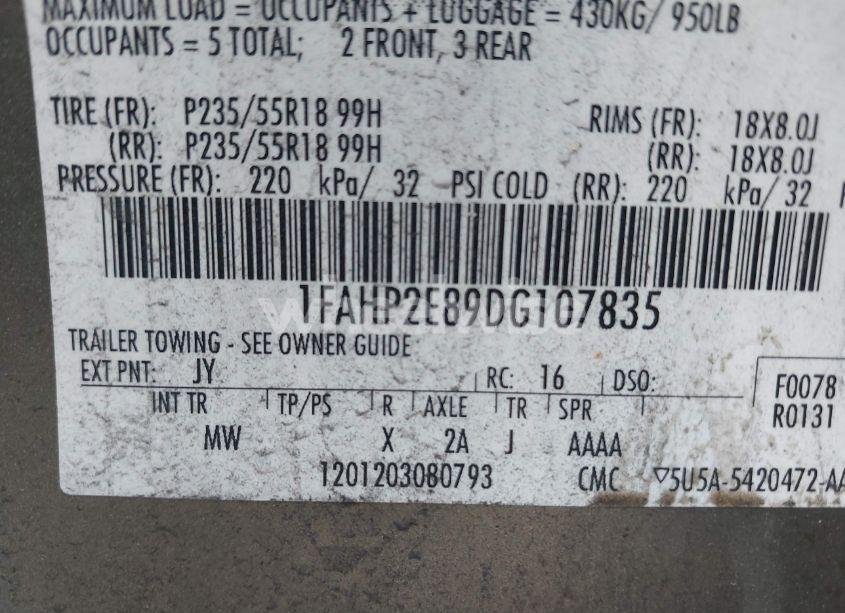 MAXIMUM LOAD = OCCUPANTS + LUGGAGE = 430KG/ 950LB
OCCUPANTS = 5 TOTAL; 2 FRONT, 3 REAR
TIRE (FR): P235/55R18 99H RIMS (FR): 18X8.0J
(RR): P235/55R18 99H (RR): 18X8.0J
PRESSURE (FR): 220 kPa/ 32 PSI COLD (RR): 220 kPa/ 32
1FAHP2E89DG107835
TRAILER TOWING - SEE OWNER GUIDE
EXT PNT: JY RC: 16 DSO: F0078
INT TR TP/PS R AXLE TR SPR R0131
MW X 2A J AAAA
1201203080793 CMC ▽5U5A-5420472-AA